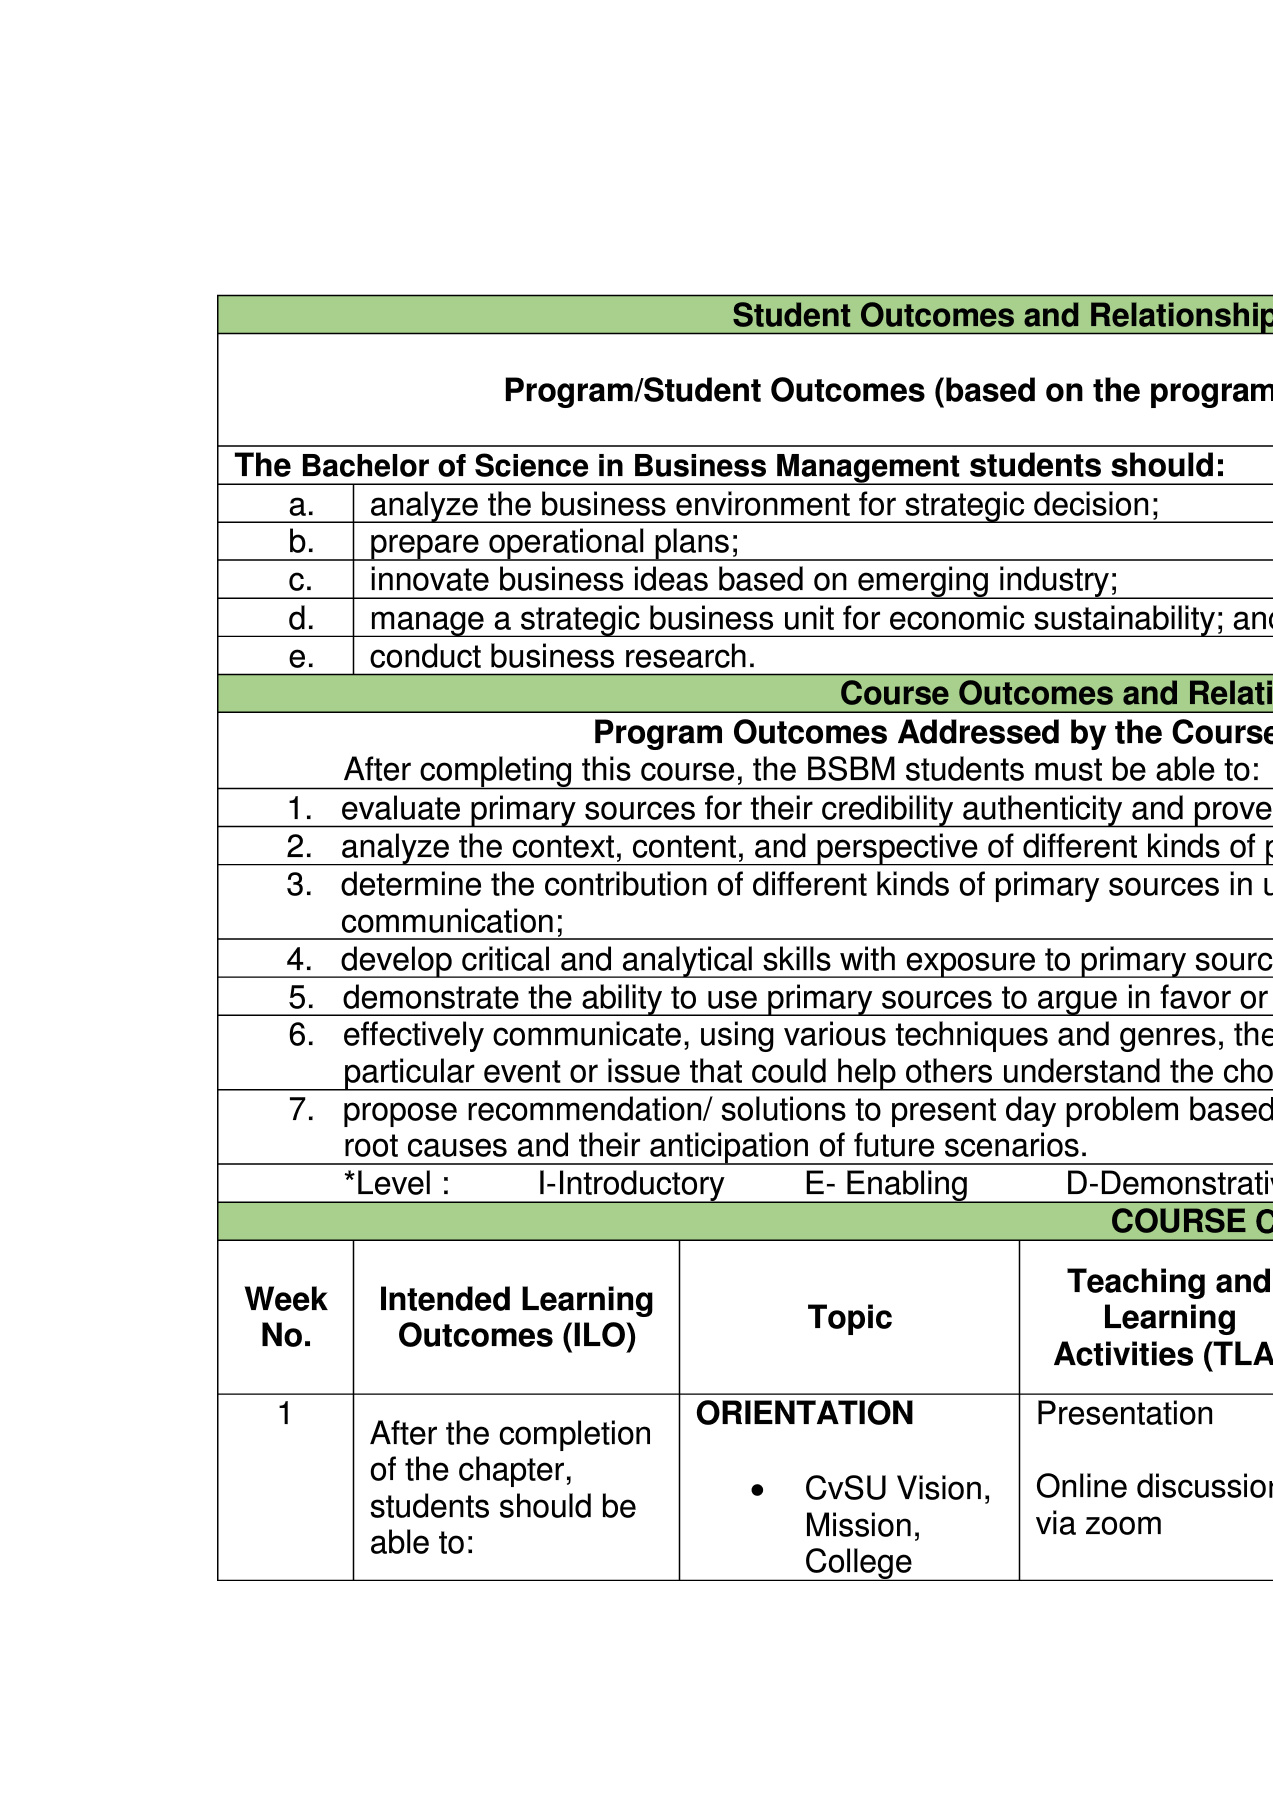 Student Outcomes and Relationship
Program/Student Outcomes (based on the program
The Bachelor of Science in Business Management students should:
a. analyze the business environment for strategic decision;
b. prepare operational plans;
c. innovate business ideas based on emerging industry;
d. manage a strategic business unit for economic sustainability; and
e. conduct business research.
Course Outcomes and Relati
Program Outcomes Addressed by the Course
After completing this course, the BSBM students must be able to:
1. evaluate primary sources for their credibility authenticity and prove
2. analyze the context, content, and perspective of different kinds of p
3. determine the contribution of different kinds of primary sources in u
communication;
4. develop critical and analytical skills with exposure to primary sourc
5. demonstrate the ability to use primary sources to argue in favor or
6. effectively communicate, using various techniques and genres, the
particular event or issue that could help others understand the cho
7. propose recommendation/ solutions to present day problem based
root causes and their anticipation of future scenarios.
*Level : I-Introductory E- Enabling D-Demonstrativ
COURSE C
Week
No.
Intended Learning
Outcomes (ILO)
Topic
Teaching and
Learning
Activities (TLA
1
After the completion
of the chapter,
students should be
able to:
ORIENTATION
• CvSU Vision,
Mission,
College
Presentation
Online discussion
via zoom